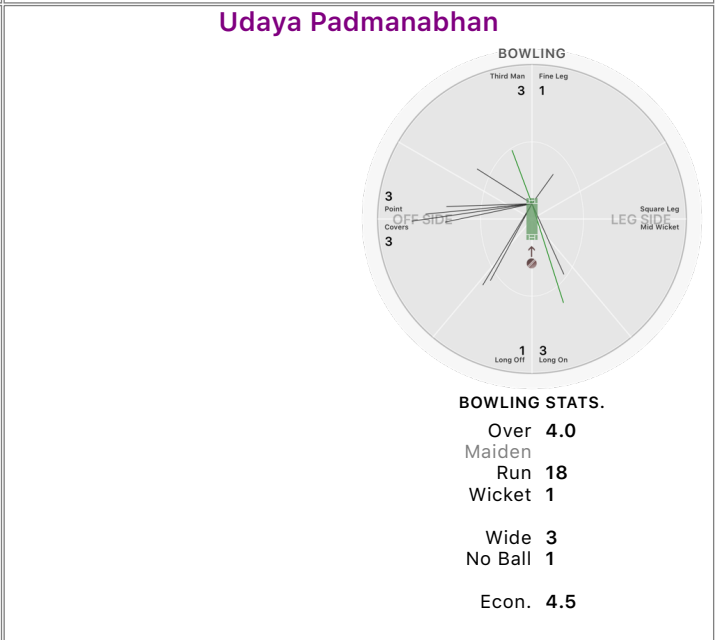 Udaya Padmanabhan
BOWLING
Third Man Fine Leg
3 1
3
Point
OFF SIDE
Covers
3
Square Leg
LEG SIDE
Mid Wicket
1 3
Long Off Long On
BOWLING STATS.
Over 4.0
Maiden
Run 18
Wicket 1
Wide 3
No Ball 1
Econ. 4.5